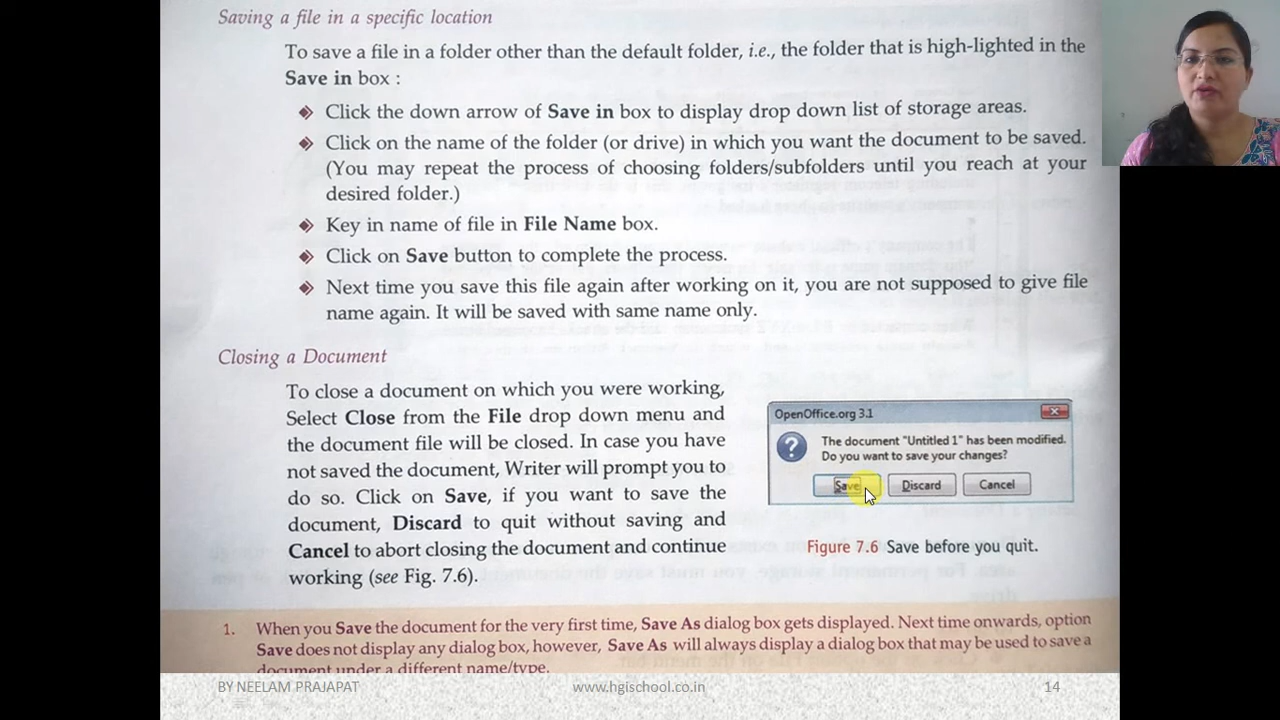 Saving a file in a specific location
To save a file in a folder other than the default folder, i.e., the folder that is high-lighted in the
Save in box :
Click the down arrow of Save in box to display drop down list of storage areas.
Click on the name of the folder (or drive) in which you want the document to be saved.
(You may repeat the process of choosing folders/subfolders until you reach at your
desired folder.)
Key in name of file in File Name box.
Click on Save button to complete the process.
Next time you save this file again after working on it, you are not supposed to give file
name again. It will be saved with same name only.
Closing a Document
To close a document on which you were working,
Select Close from the File drop down menu and
the document file will be closed. In case you have
not saved the document, Writer will prompt you to
do so. Click on Save, if you want to save the
document, Discard to quit without saving and
Cancel to abort closing the document and continue
working (see Fig. 7.6).
OpenOffice.org 3.1
The document "Untitled 1" has been modified.
Do you want to save your changes?
Save Discard Cancel
Figure 7.6 Save before you quit.
1. When you Save the document for the very first time, Save As dialog box gets displayed. Next time onwards, option
Save does not display any dialog box, however, Save As will always display a dialog box that may be used to save a
document under a different name/type.
BY NEELAM PRAJAPAT www.hgischool.co.in 14